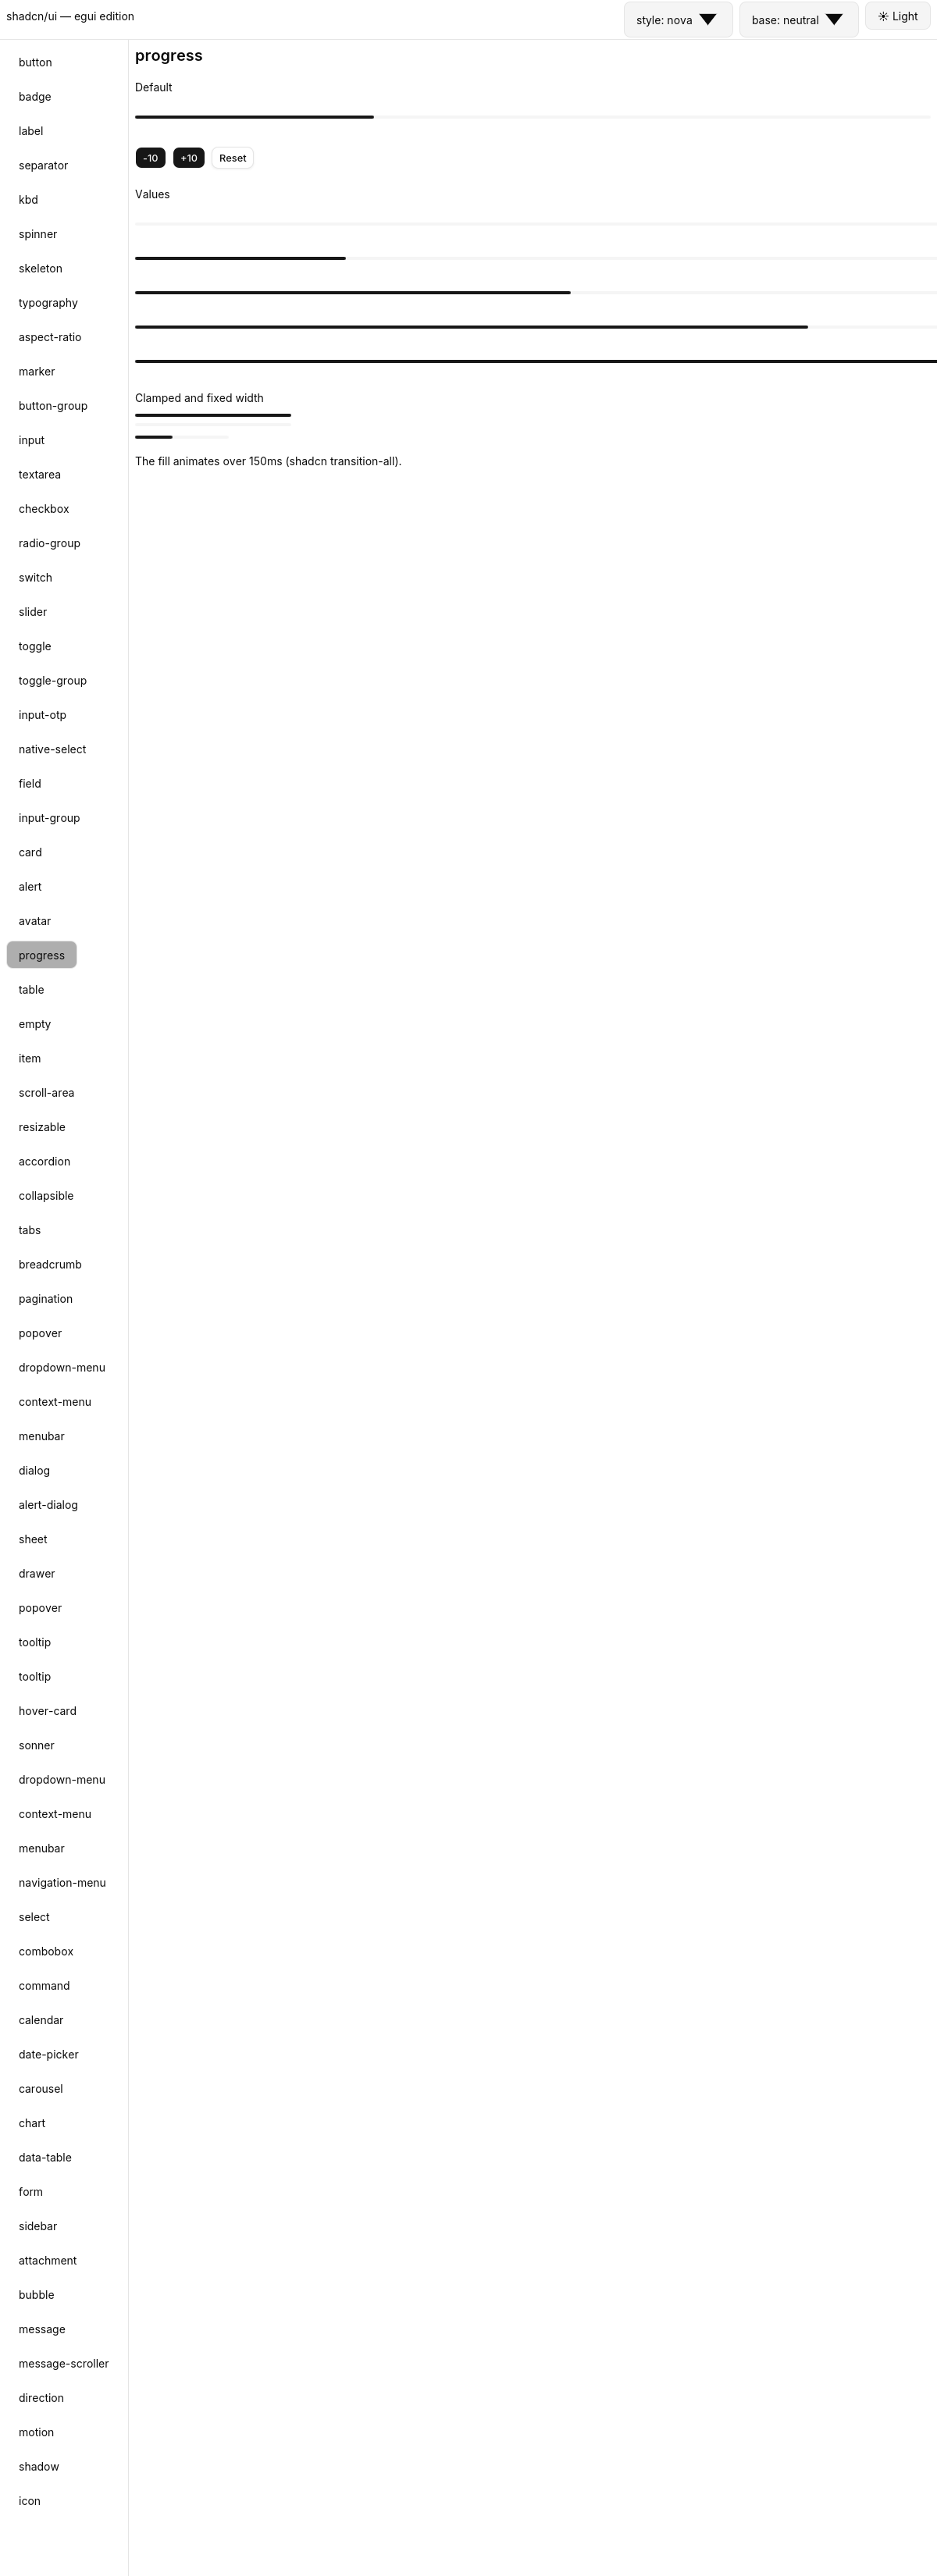 shadcn/ui — egui edition
style: nova
base: neutral
☀ Light
button
badge
label
separator
kbd
spinner
skeleton
typography
aspect-ratio
marker
button-group
input
textarea
checkbox
radio-group
switch
slider
toggle
toggle-group
input-otp
native-select
field
input-group
card
alert
avatar
progress
table
empty
item
scroll-area
resizable
accordion
collapsible
tabs
breadcrumb
pagination
popover
dropdown-menu
context-menu
menubar
dialog
alert-dialog
sheet
drawer
popover
tooltip
tooltip
hover-card
sonner
dropdown-menu
context-menu
menubar
navigation-menu
select
combobox
command
calendar
date-picker
carousel
chart
data-table
form
sidebar
attachment
bubble
message
message-scroller
direction
motion
shadow
icon
progress
Default
-10 +10 Reset
Values
Clamped and fixed width
The fill animates over 150ms (shadcn transition-all).